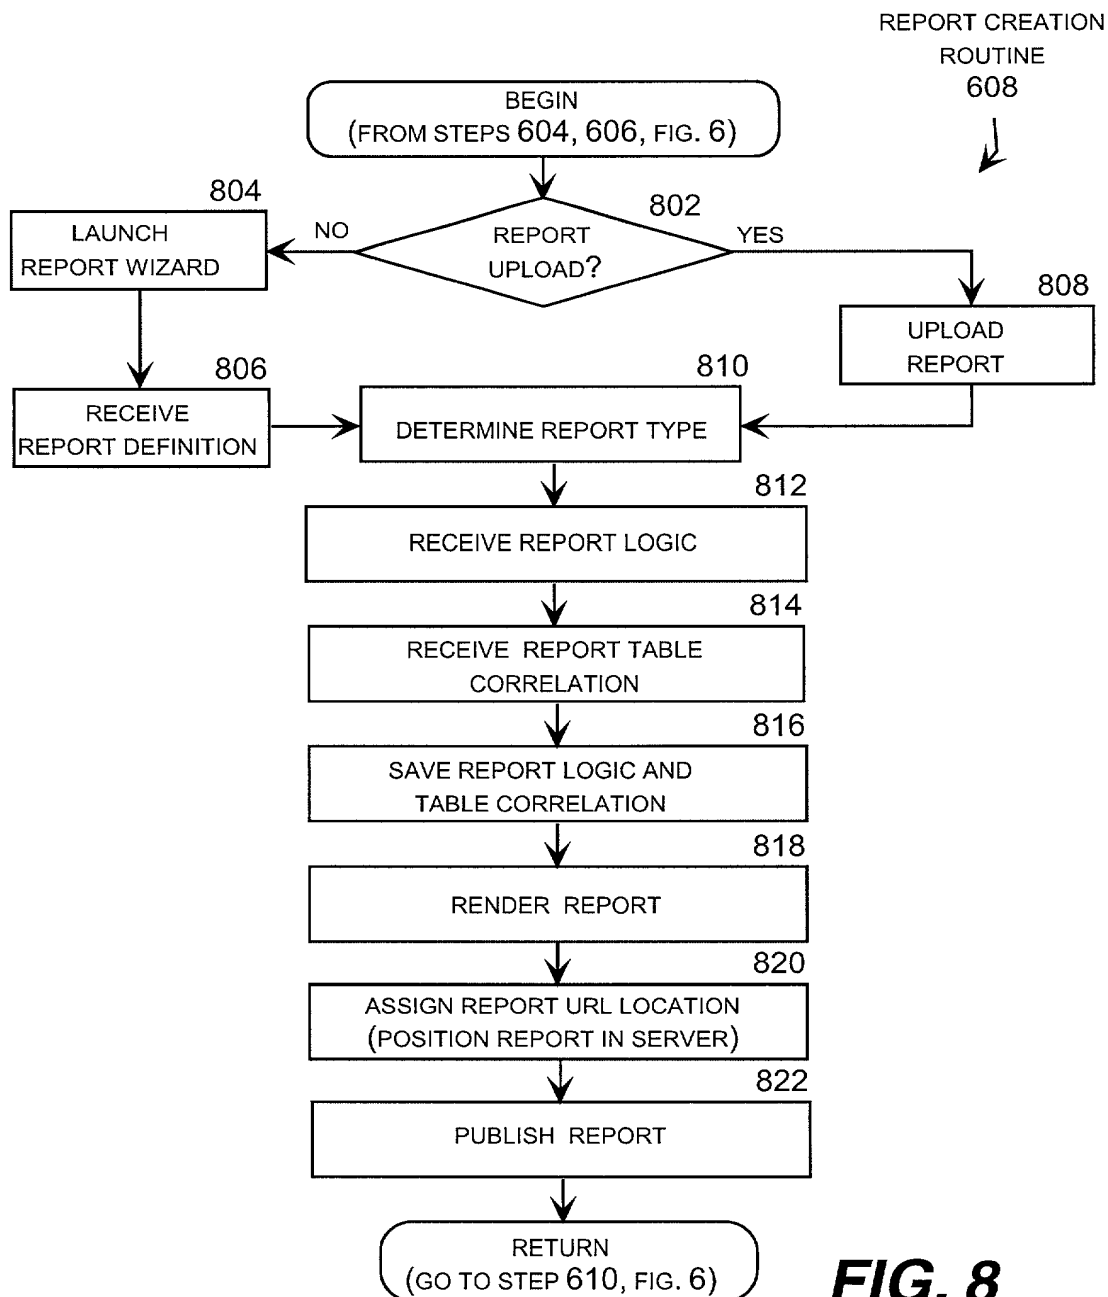 REPORT CREATION
ROUTINE
608
BEGIN
(FROM STEPS 604, 606, FIG. 6)
804
802
LAUNCH
REPORT WIZARD
NO
REPORT
UPLOAD?
YES
808
UPLOAD
REPORT
806
810
RECEIVE
REPORT DEFINITION
DETERMINE REPORT TYPE
812
RECEIVE REPORT LOGIC
814
RECEIVE REPORT TABLE
CORRELATION
816
SAVE REPORT LOGIC AND
TABLE CORRELATION
818
RENDER REPORT
820
ASSIGN REPORT URL LOCATION
(POSITION REPORT IN SERVER)
822
PUBLISH REPORT
RETURN
(GO TO STEP 610, FIG. 6)
FIG. 8